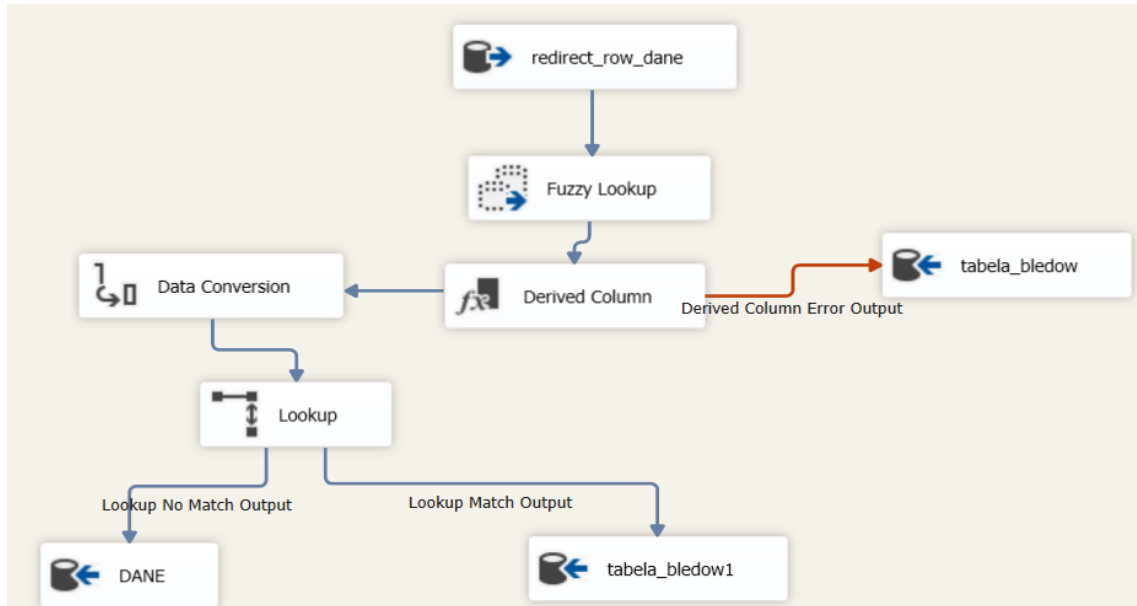 redirect_row_dane
Fuzzy Lookup
tabela_bledow
Data Conversion
Derived Column
Derived Column Error Output
Lookup
Lookup No Match Output
Lookup Match Output
DANE
tabela_bledow1